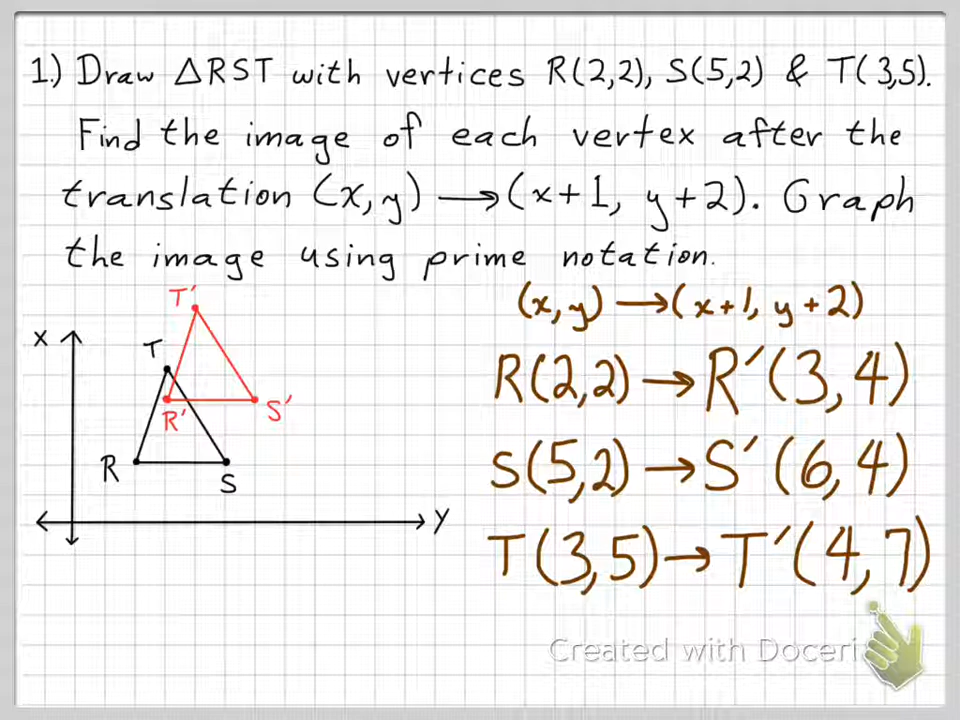 1.) Draw △RST with vertices R(2,2), S(5,2) & T(3,5).
Find the image of each vertex after the
translation (x,y) → (x+1, y+2). Graph
the image using prime notation.
(x,y) → (x+1, y+2)
R(2,2) → R'(3,4)
S(5,2) → S'(6,4)
T(3,5) → T'(4,7)
T'
x
T
R'
S'
R
S
y
Created with Doceri